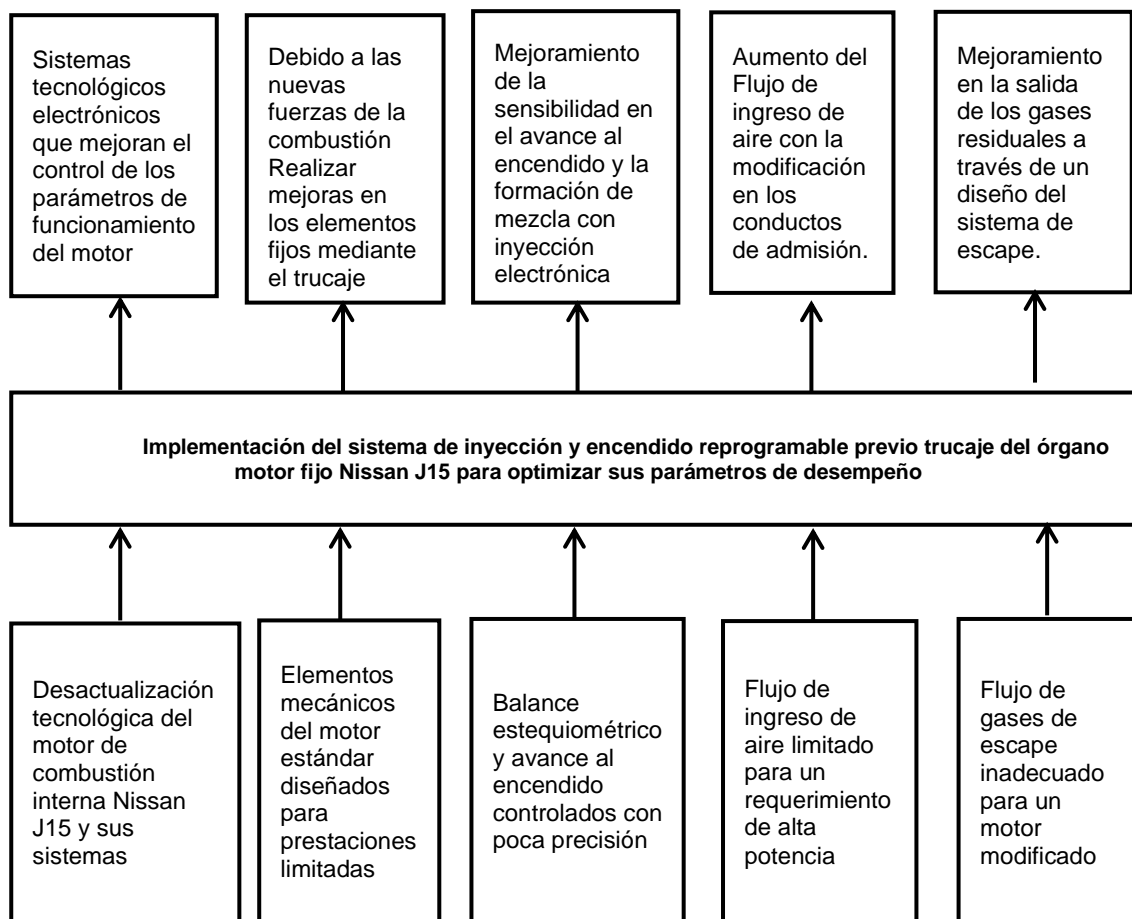 Sistemas
tecnológicos
electrónicos
que mejoran el
control de los
parámetros de
funcionamiento
del motor
Debido a las
nuevas
fuerzas de la
combustión
Realizar
mejoras en
los elementos
fijos mediante
el trucaje
Mejoramiento
de la
sensibilidad en
el avance al
encendido y la
formación de
mezcla con
inyección
electrónica
Aumento del
Flujo de
ingreso de
aire con la
modificación
en los
conductos
de admisión.
Mejoramiento
en la salida
de los gases
residuales a
través de un
diseño del
sistema de
escape.
Implementación del sistema de inyección y encendido reprogramable previo trucaje del órgano
motor fijo Nissan J15 para optimizar sus parámetros de desempeño
Desactualización
tecnológica del
motor de
combustión
interna Nissan
J15 y sus
sistemas
Elementos
mecánicos
del motor
estándar
diseñados
para
prestaciones
limitadas
Balance
estequiométrico
y avance al
encendido
controlados con
poca precisión
Flujo de
ingreso de
aire limitado
para un
requerimiento
de alta
potencia
Flujo de
gases de
escape
inadecuado
para un
motor
modificado